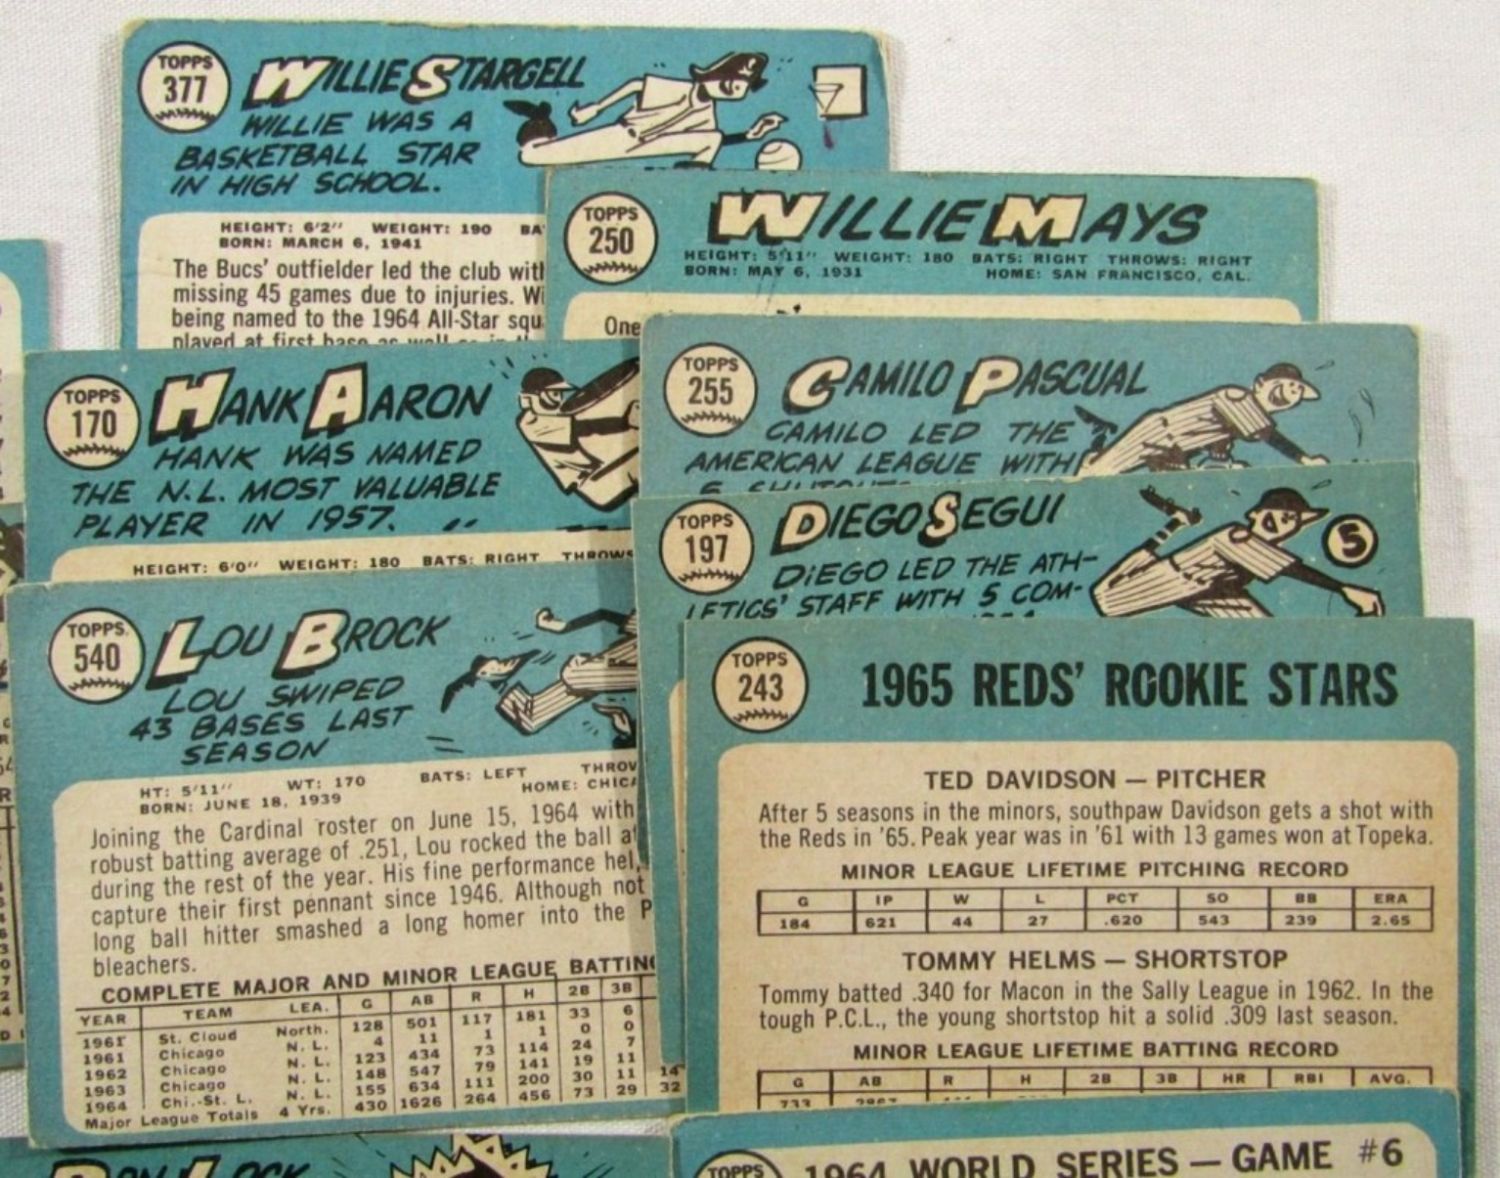 TOPPS
377
WILLIE STARGELL
WILLIE WAS A
BASKETBALL STAR
IN HIGH SCHOOL.
HEIGHT: 6'2" WEIGHT: 190
BORN: MARCH 6, 1941
The Bucs' outfielder led the club
missing 45 games due to injuries.
being named to the 1964 All-Star
played at first base as well
TOPPS
250
WILLIE MAYS
HEIGHT: 5'11" WEIGHT: 180 BATS: RIGHT THROWS: RIGHT
BORN: MAY 6, 1931 HOME: SAN FRANCISCO, CAL.
One
TOPPS
170
HANK AARON
HANK WAS NAMED
THE N.L. MOST VALUABLE
PLAYER IN 1957.
HEIGHT: 6'0" WEIGHT: 180 BATS: RIGHT THROWS
TOPPS
255
CAMILO PASCUAL
CAMILO LED THE
AMERICAN LEAGUE WITH
TOPPS
197
DIEGO SEGUI
DIEGO LED THE ATH-
LETICS' STAFF WITH 5 COM-
5
TOPPS
540
LOU BROCK
LOU SWIPED
43 BASES LAST
SEASON
HT: 5'11" WT: 170 BATS: LEFT
BORN: JUNE 18, 1939 HOME:
Joining the Cardinal roster on June 15, 1964 with
robust batting average of .251, Lou rocked the ball
during the rest of the year. His fine performance
capture their first pennant since 1946. Although not
long ball hitter smashed a long homer into the
bleachers.
COMPLETE MAJOR AND MINOR LEAGUE
YEAR TEAM LEA. G AB R H 2B 3B
1961 St. Cloud North. 128 501 117 181 33 6
1961 Chicago N. L. 4 11 1 1 0 0
1962 Chicago N. L. 123 434 73 114 24 7
1963 Chicago N. L. 148 547 79 141 19 11
1964 Chi.-St. L. N. L. 155 634 111 200 30 11 14
Major League Totals 4 Yrs. 430 1626 264 456 73 29 32
TOPPS
243
1965 REDS' ROOKIE STARS
TED DAVIDSON — PITCHER
After 5 seasons in the minors, southpaw Davidson gets a shot with
the Reds in '65. Peak year was in '61 with 13 games won at Topeka.
MINOR LEAGUE LIFETIME PITCHING RECORD
G IP W L PCT SO BB ERA
184 621 44 27 .620 543 239 2.65
TOMMY HELMS — SHORTSTOP
Tommy batted .340 for Macon in the Sally League in 1962. In the
tough P.C.L., the young shortstop hit a solid .309 last season.
MINOR LEAGUE LIFETIME BATTING RECORD
G AB R H 2B 3B HR RBI AVG.
TOPPS
1964 WORLD SERIES — GAME #6